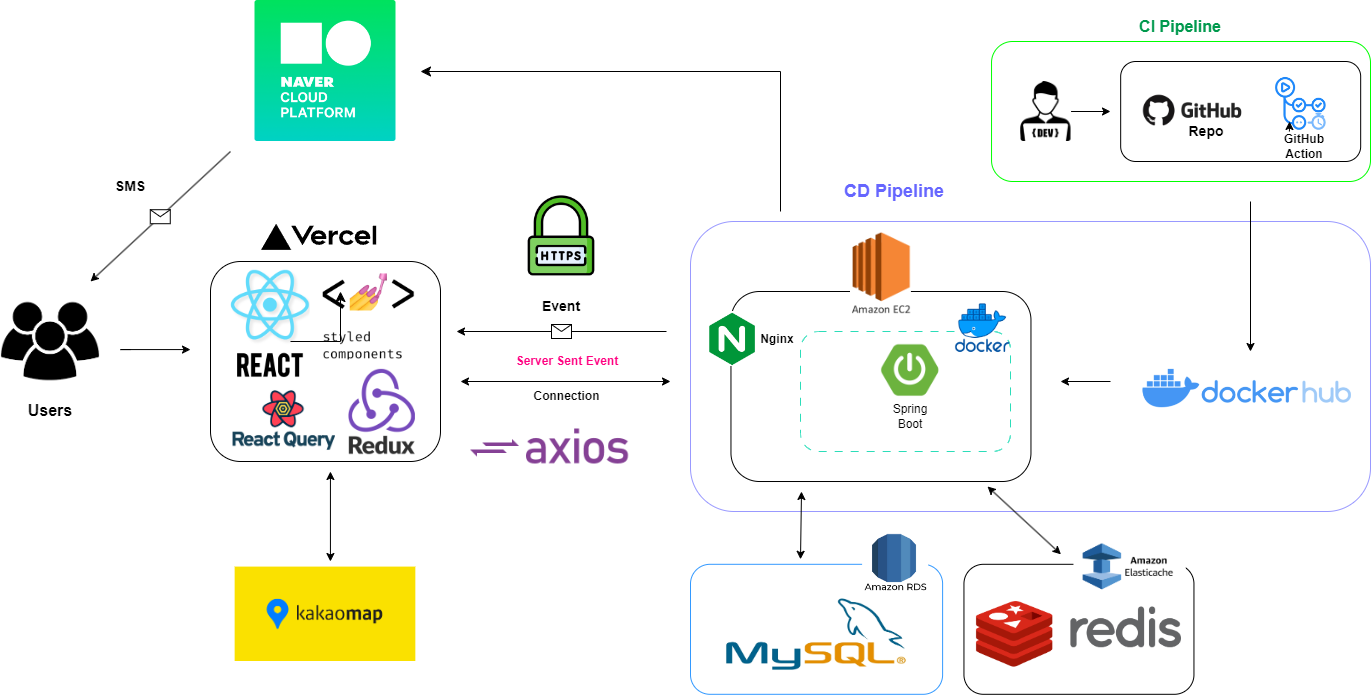 CI Pipeline
NAVER
CLOUD
PLATFORM
{DEV}
GitHub
Repo
GitHub
Action
SMS
CD Pipeline
Vercel
HTTPS
Event
Server Sent Event
Connection
axios
Users
< >
styled
components
REACT
React Query
Redux
kakaomap
Amazon EC2
N
Nginx
docker
Spring
Boot
dockerhub
Amazon RDS
MySQL®
Amazon
Elasticache
redis